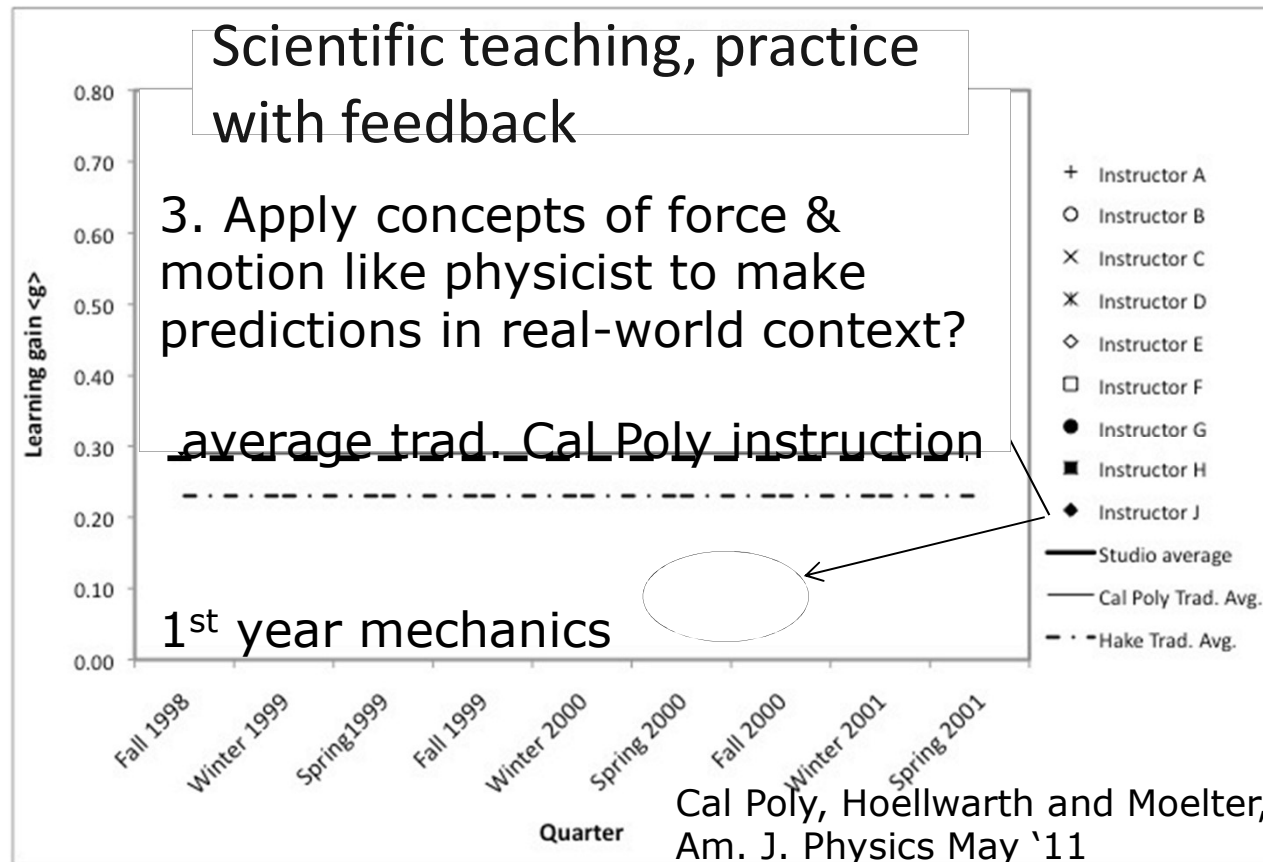 Scientific teaching, practice
with feedback
3. Apply concepts of force &
motion like physicist to make
predictions in real-world context?
average trad. Cal Poly instruction
1st year mechanics
Learning gain <g>
0.80
0.70
0.60
0.50
0.40
0.30
0.20
0.10
0.00
Fall 1998
Winter 1999
Spring1999
Fall 1999
Winter 2000
Spring 2000
Fall 2000
Winter 2001
Spring 2001
Quarter
+ Instructor A
Instructor B
Instructor C
Instructor D
Instructor E
Instructor F
Instructor G
Instructor H
Instructor J
Studio average
Cal Poly Trad. Avg.
Hake Trad. Avg.
Cal Poly, Hoellwarth and Moelter,
Am. J. Physics May ‘11